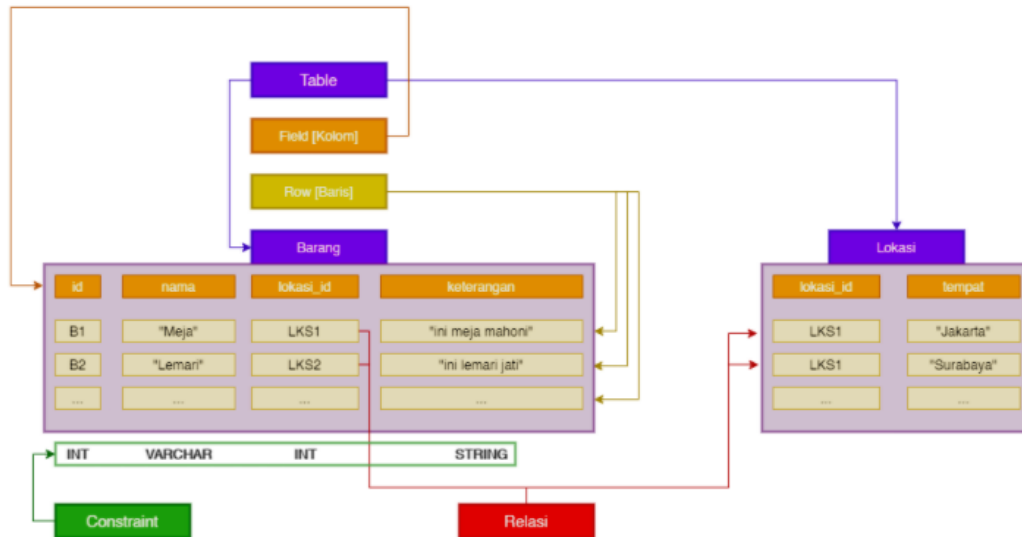 Table
Field [Kolom]
Row [Baris]
Barang
Lokasi
id nama lokasi_id keterangan
lokasi_id tempat
B1 "Meja" LKS1 "ini meja mahoni"
LKS1 "Jakarta"
B2 "Lemari" LKS2 "ini lemari jati"
LKS1 "Surabaya"
... ... ... ...
... ...
INT VARCHAR INT STRING
Constraint
Relasi